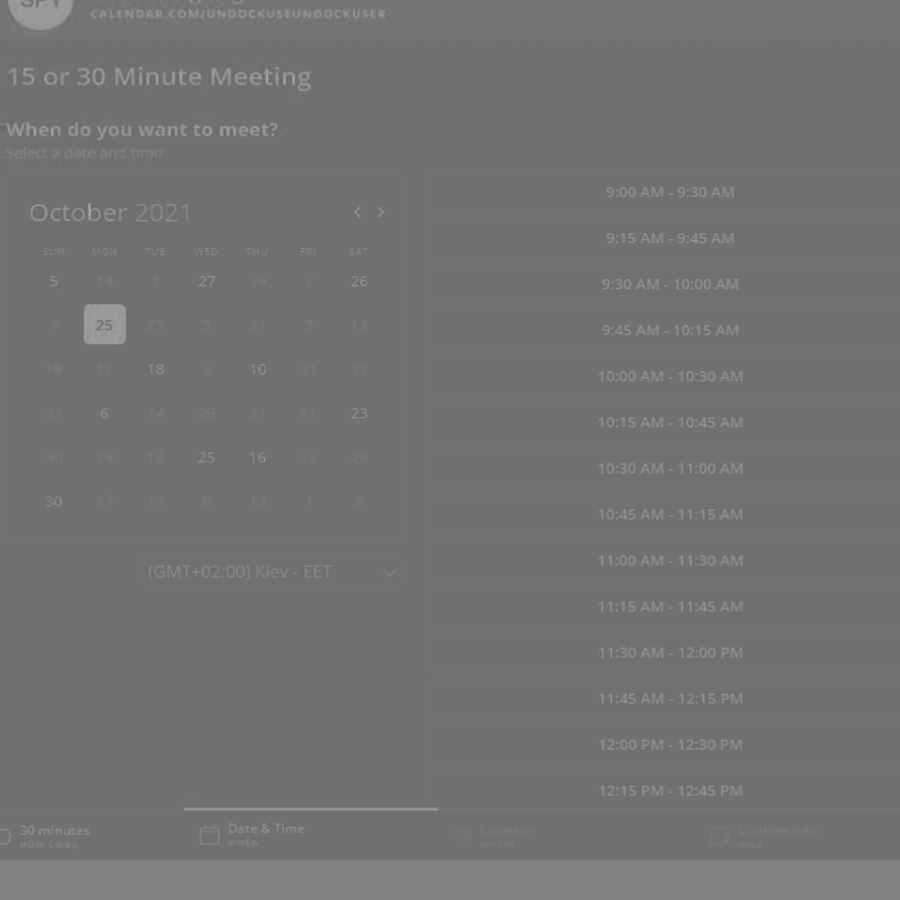 CALENDAR.COM/UNDOCKUSEUNDOCKUSER
15 or 30 Minute Meeting
When do you want to meet?
Select a date and time
October 2021
SUN MON TUE WED THU FRI SAT
5 14 1 27 29 7 26
7 25 23 3 31 3 13
18 12 18 2 10 31 11
31 6 14 29 31 21 23
30 28 12 25 16 17 29
30 27 10 6 13 1 8
(GMT+02:00) Kiev - EET
9:00 AM - 9:30 AM
9:15 AM - 9:45 AM
9:30 AM - 10:00 AM
9:45 AM - 10:15 AM
10:00 AM - 10:30 AM
10:15 AM - 10:45 AM
10:30 AM - 11:00 AM
10:45 AM - 11:15 AM
11:00 AM - 11:30 AM
11:15 AM - 11:45 AM
11:30 AM - 12:00 PM
11:45 AM - 12:15 PM
12:00 PM - 12:30 PM
12:15 PM - 12:45 PM
30 minutes
HOW LONG
Date & Time
WHEN
Location
WHERE
Confirm Info
WHO